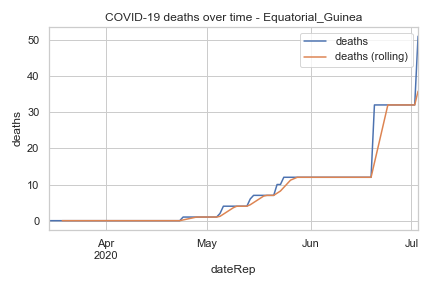 COVID-19 deaths over time - Equatorial_Guinea
deaths
deaths (rolling)
50
40
30
20
10
0
deaths
Apr
2020
May
Jun
Jul
dateRep